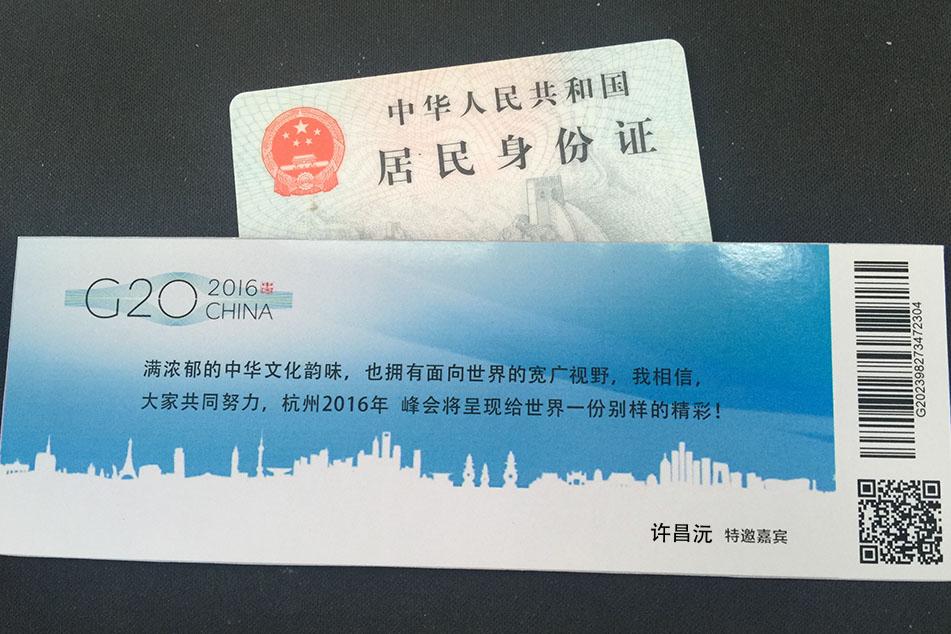 中华人民共和国
居民身份证
G20 2016
CHINA
满浓郁的中华文化韵味，也拥有面向世界的宽广视野，我相信，
大家共同努力，杭州2016年 峰会将呈现给世界一份别样的精彩！
G202398273472304
许昌沅 特邀嘉宾